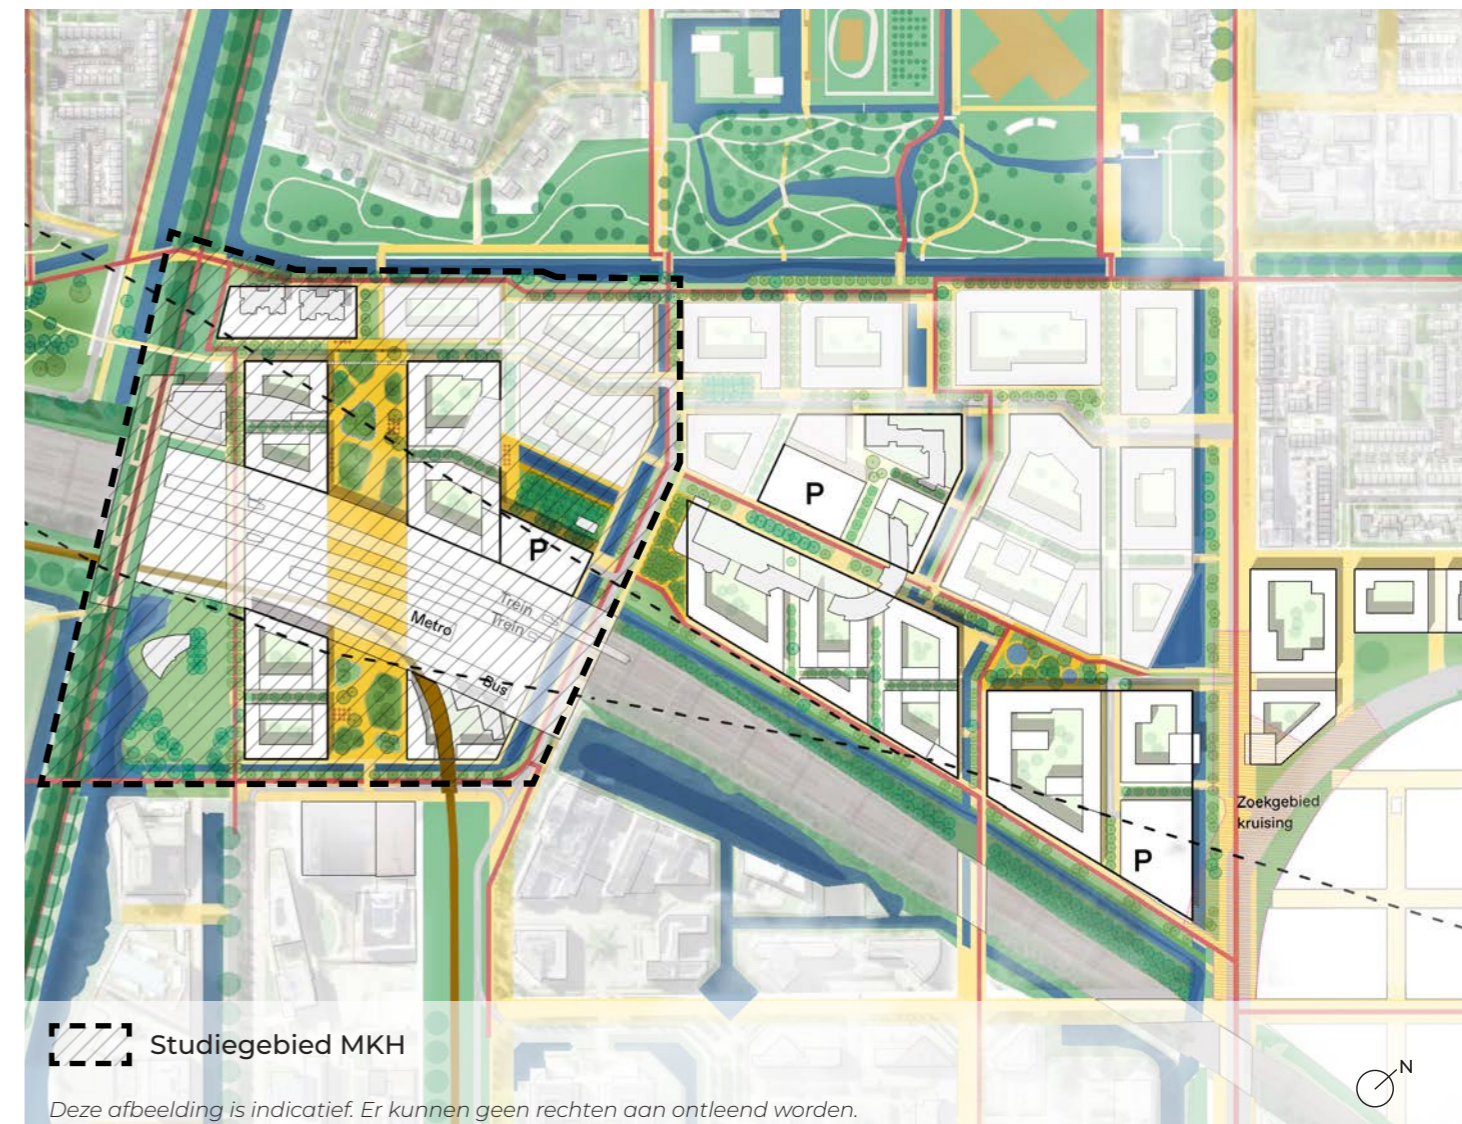 P
P
Trein
Trein
Metro
Bus
Zoekgebied
kruising
P
Studiegebied MKH
N
Deze afbeelding is indicatief. Er kunnen geen rechten aan ontleend worden.